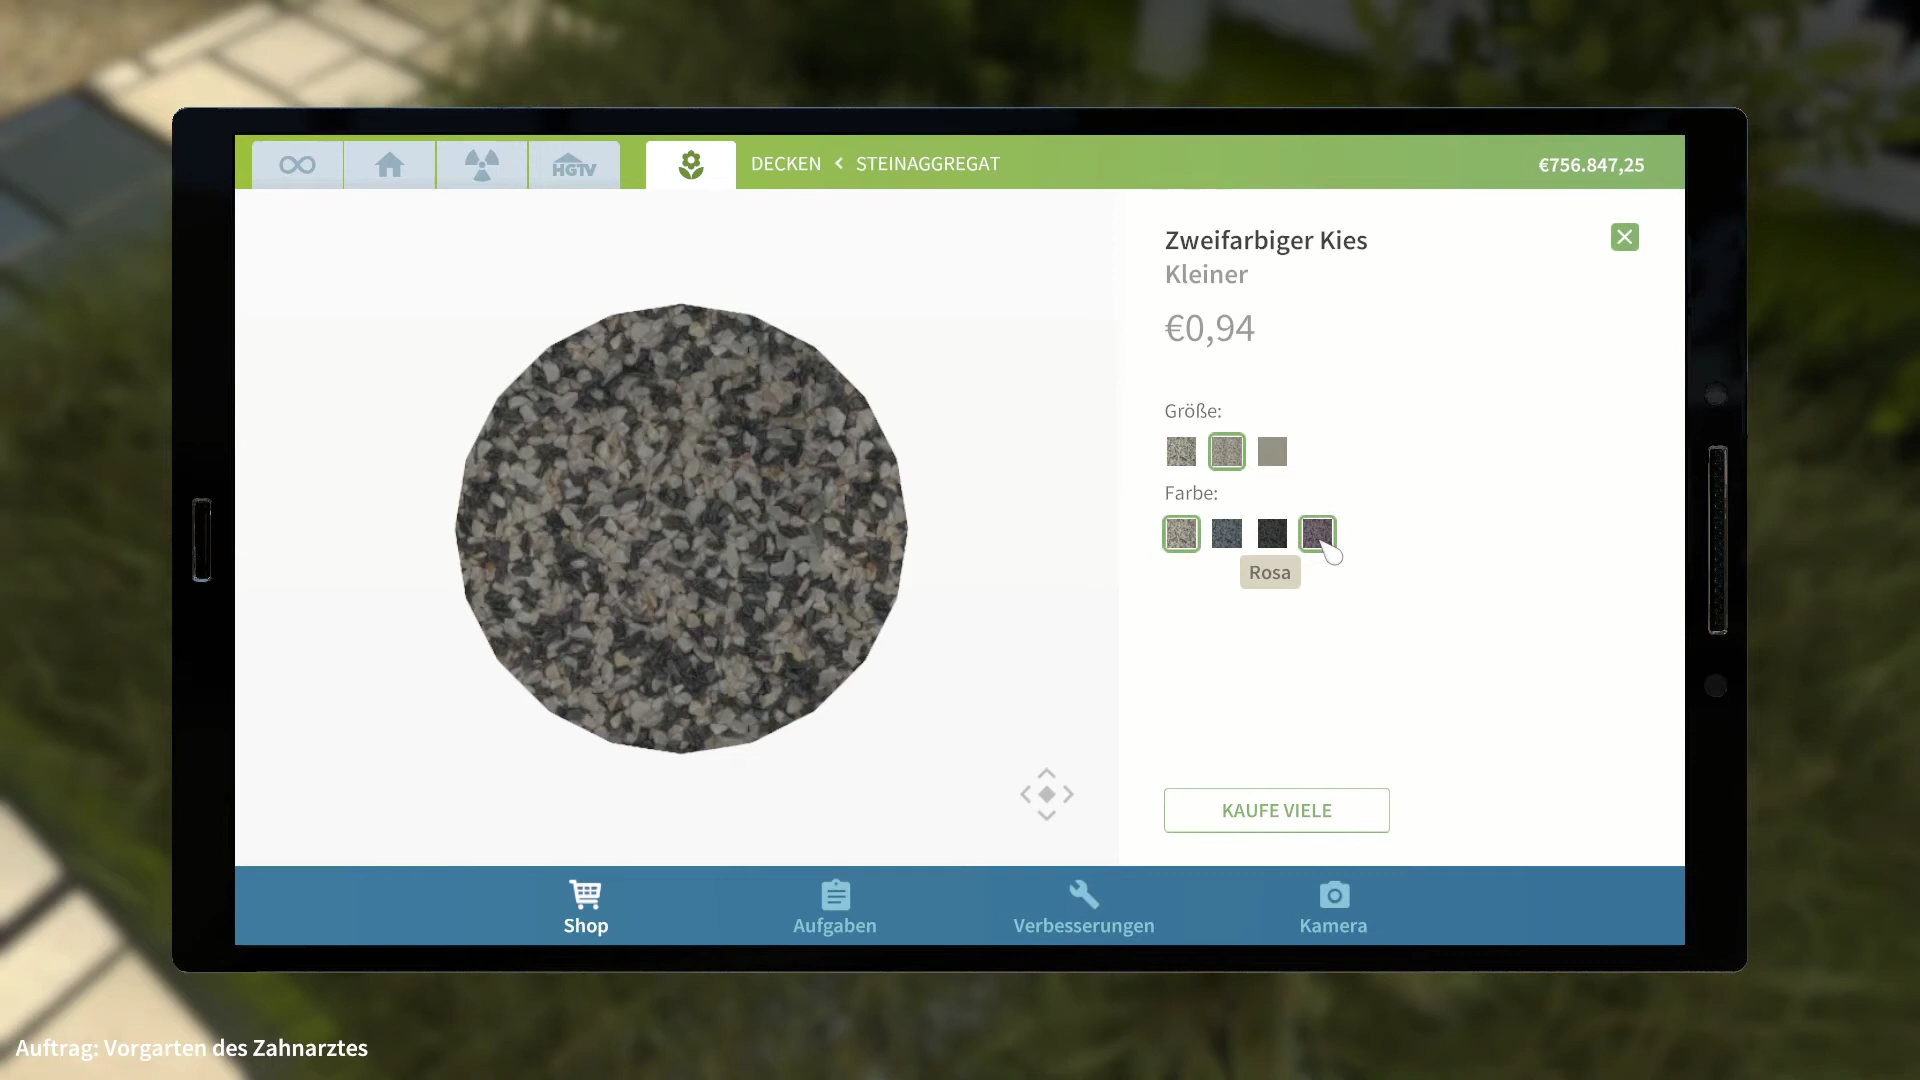 HGTV
DECKEN < STEINAGGREGAT
€756.847,25
Zweifarbiger Kies
Kleiner
€0,94
Größe:
Farbe:
Rosa
KAUFE VIELE
Shop
Aufgaben
Verbesserungen
Kamera
Auftrag: Vorgarten des Zahnarztes